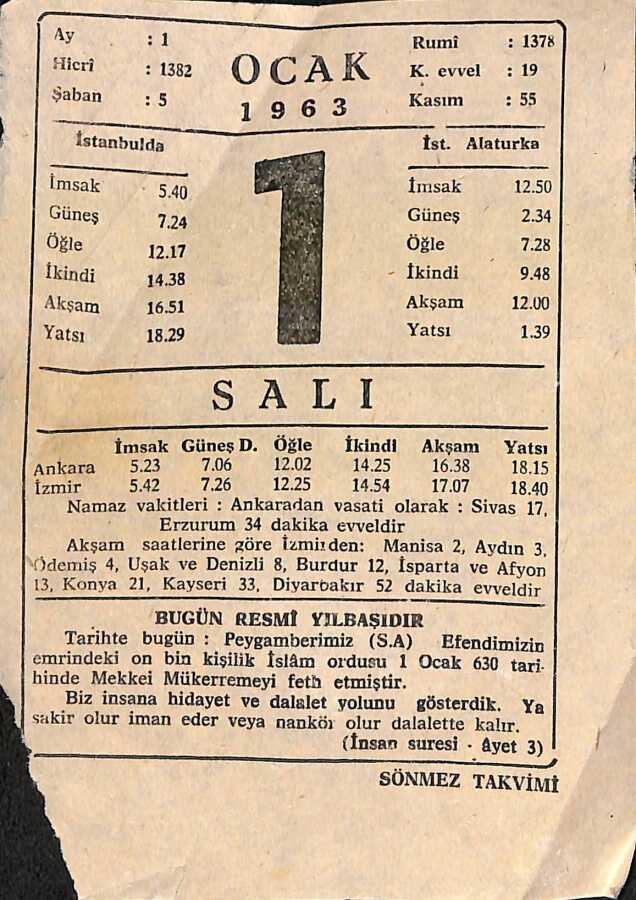 Ay : 1
Hicrî : 1382
Şaban : 5
OCAK
1963
Rumî : 1378
K. evvel : 19
Kasım : 55
İstanbulda
İmsak 5.40
Güneş 7.24
Öğle 12.17
İkindi 14.38
Akşam 16.51
Yatsı 18.29
1
İst. Alaturka
İmsak 12.50
Güneş 2.34
Öğle 7.28
İkindi 9.48
Akşam 12.00
Yatsı 1.39
SALI
İmsak Güneş D. Öğle İkindi Akşam Yatsı
Ankara 5.23 7.06 12.02 14.25 16.38 18.15
İzmir 5.42 7.26 12.25 14.54 17.07 18.40
Namaz vakitleri : Ankaradan vasati olarak : Sivas 17,
Erzurum 34 dakika evveldir
Akşam saatlerine göre İzmirden: Manisa 2, Aydın 3,
Ödemiş 4, Uşak ve Denizli 8, Burdur 12, İsparta ve Afyon
13, Konya 21, Kayseri 33, Diyarbakır 52 dakika evveldir
BUGÜN RESMÎ YILBAŞIDIR
Tarihte bugün : Peygamberimiz (S.A) Efendimizin
emrindeki on bin kişilik İslâm ordusu 1 Ocak 630 tari-
hinde Mekkei Mükerremeyi feth etmiştir.
Biz insana hidayet ve dalalet yolunu gösterdik. Ya
şakir olur iman eder veya nankör olur dalalette kalır.
(İnsan suresi - Âyet 3)
SÖNMEZ TAKVİMİ